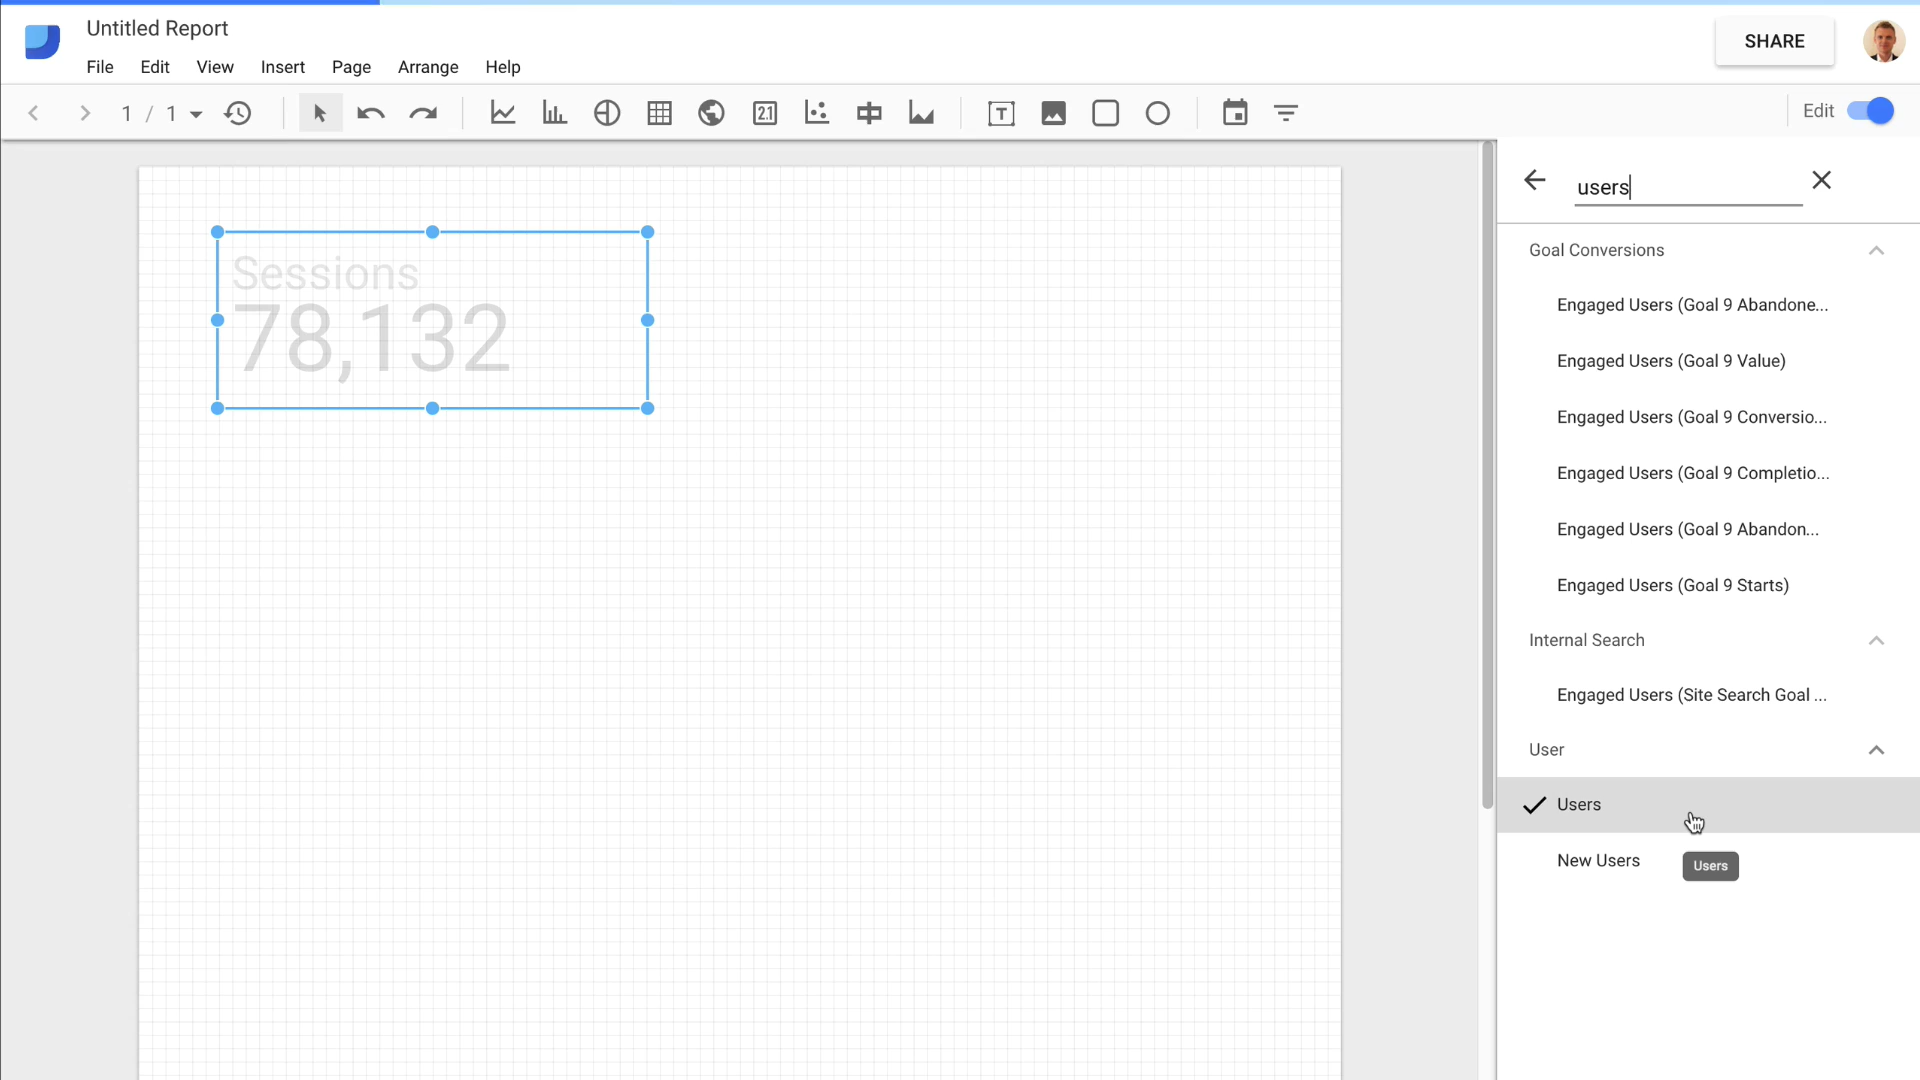 Untitled Report
File Edit View Insert Page Arrange Help
SHARE
1 / 1
2.1
T
Edit
users
Sessions
78,132
Goal Conversions
Engaged Users (Goal 9 Abandone...
Engaged Users (Goal 9 Value)
Engaged Users (Goal 9 Conversio...
Engaged Users (Goal 9 Completio...
Engaged Users (Goal 9 Abandon...
Engaged Users (Goal 9 Starts)
Internal Search
Engaged Users (Site Search Goal ...
User
Users
New Users
Users